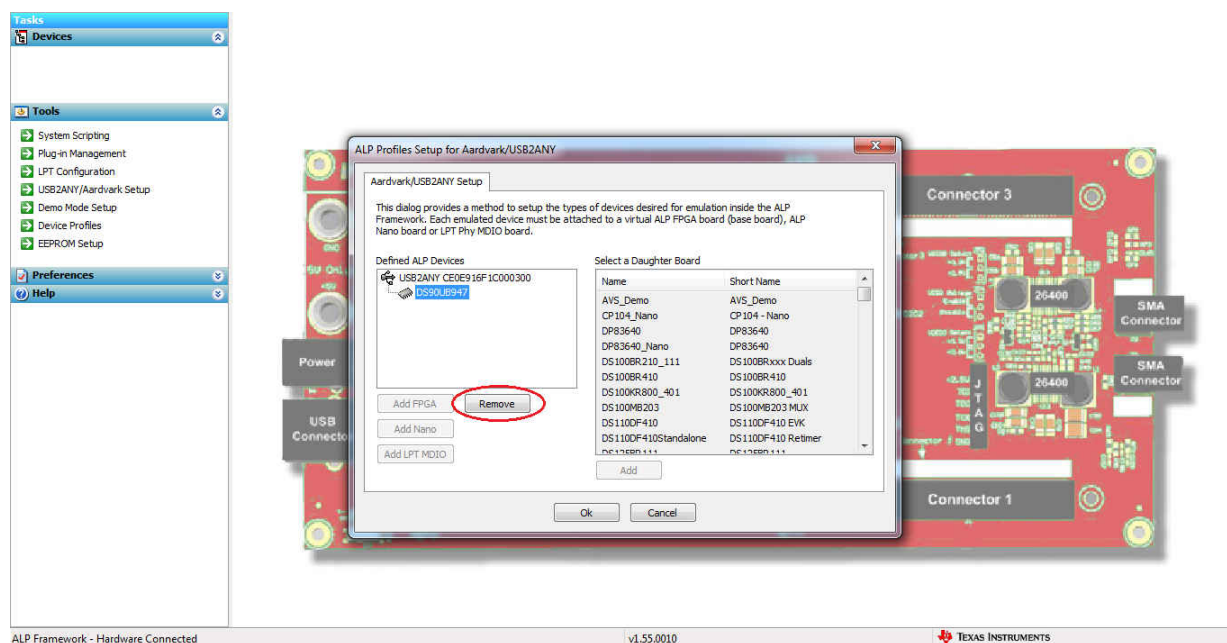 Tasks
Devices
Tools
System Scripting
Plug-in Management
LPT Configuration
USB2ANY/Aardvark Setup
Demo Mode Setup
Device Profiles
EEPROM Setup
Preferences
Help
ALP Profiles Setup for Aardvark/USB2ANY
Aardvark/USB2ANY Setup
This dialog provides a method to setup the types of devices desired for emulation inside the ALP
Framework. Each emulated device must be attached to a virtual ALP FPGA board (base board), ALP
Nano board or LPT Phy MDIO board.
Defined ALP Devices
USB2ANY CE0E916F1C000300
DS90UB947
Add FPGA
Remove
Add Nano
Add LPT MDIO
Select a Daughter Board
Name Short Name
AVS_Demo AVS_Demo
CP104_Nano CP104 - Nano
DP83640 DP83640
DP83640_Nano DP83640
DS100BR210_111 DS100BRxxx Duals
DS100BR410 DS100BR410
DS100KR800_401 DS100KR800_401
DS100MB203 DS100MB203 MUX
DS110DF410 DS110DF410 EVK
DS110DF410Standalone DS110DF410 Retimer
Add
Ok
Cancel
Power
USB
Connector 3
26400
SMA
Connector
SMA
Connector
26400
JTAG
Connector 1
ALP Framework - Hardware Connected
v1.55.0010
TEXAS INSTRUMENTS